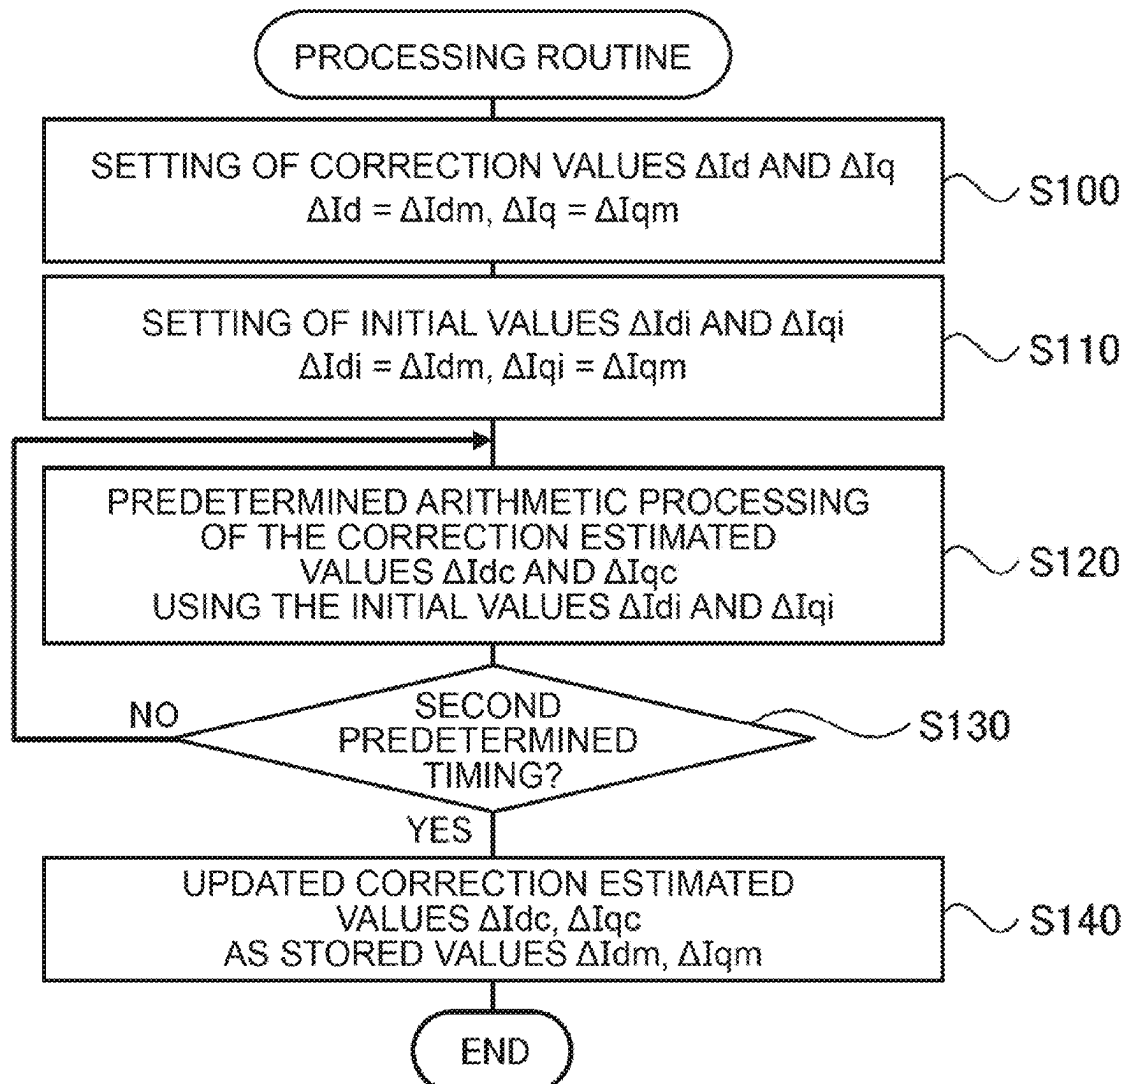 PROCESSING ROUTINE
SETTING OF CORRECTION VALUES ΔId AND ΔIq
ΔId = ΔIdm, ΔIq = ΔIqm
S100
SETTING OF INITIAL VALUES ΔIdi AND ΔIqi
ΔIdi = ΔIdm, ΔIqi = ΔIqm
S110
PREDETERMINED ARITHMETIC PROCESSING
OF THE CORRECTION ESTIMATED
VALUES ΔIdc AND ΔIqc
USING THE INITIAL VALUES ΔIdi AND ΔIqi
S120
NO
SECOND
PREDETERMINED
TIMING?
S130
YES
UPDATED CORRECTION ESTIMATED
VALUES ΔIdc, ΔIqc
AS STORED VALUES ΔIdm, ΔIqm
S140
END